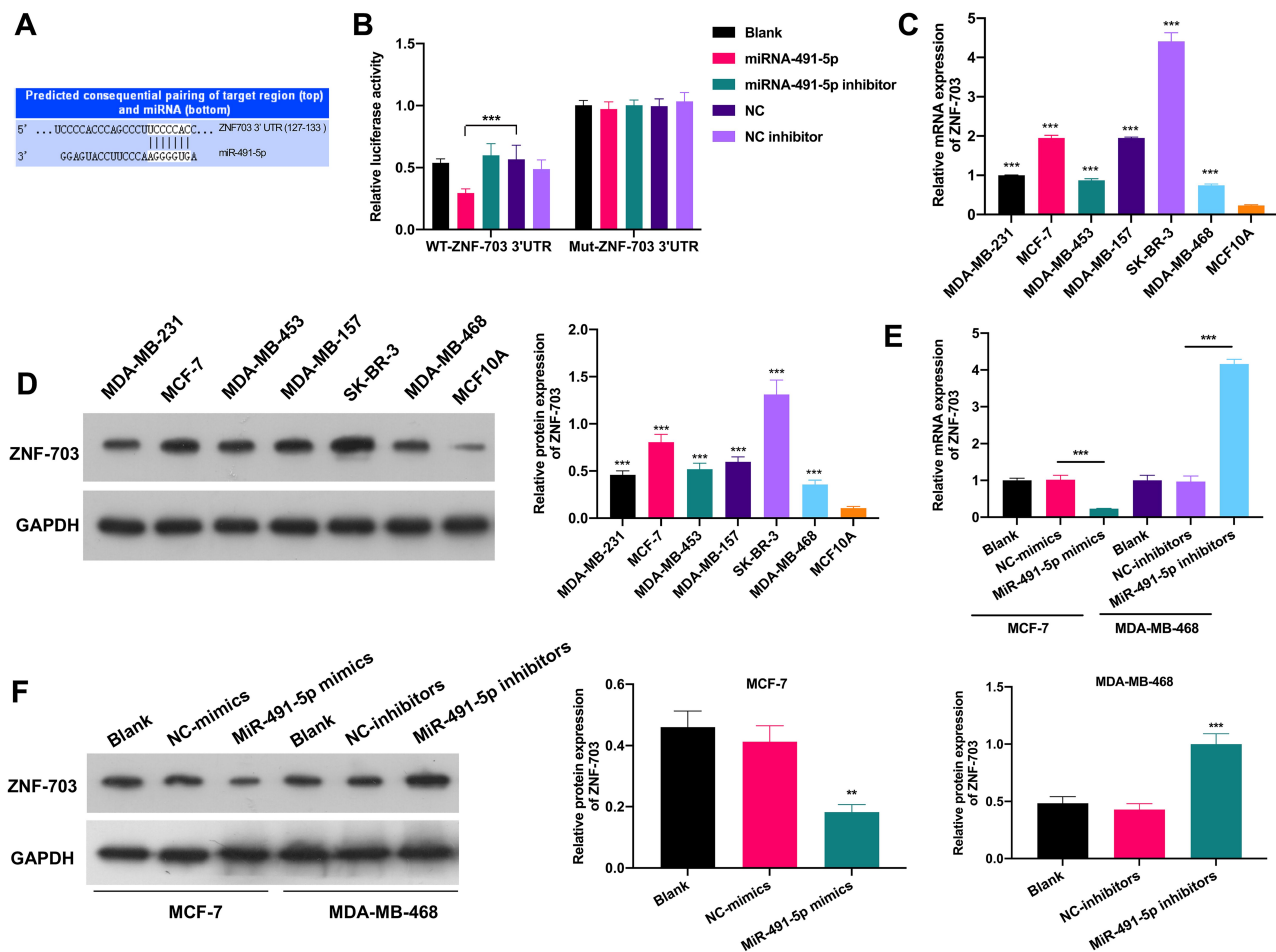 A
Predicted consequential pairing of target region (top)
and miRNA (bottom)
5' ...UCCCCACCCAGCCCUUCCCCACC... ZNF703 3' UTR (127-133 )
3' GGAGUACCUUCCCAAGGGGUGA miR-491-5p
B
Relative luciferase activity
1.5
1.0
0.5
0.0
***
WT-ZNF-703 3'UTR
Mut-ZNF-703 3'UTR
Blank
miRNA-491-5p
miRNA-491-5p inhibitor
NC
NC inhibitor
C
Relative mRNA expression
of ZNF-703
5
4
3
2
1
0
***
***
***
***
***
***
MDA-MB-231
MCF-7
MDA-MB-453
MDA-MB-157
SK-BR-3
MDA-MB-468
MCF10A
D
MDA-MB-231
MCF-7
MDA-MB-453
MDA-MB-157
SK-BR-3
MDA-MB-468
MCF10A
ZNF-703
GAPDH
Relative protein expression
of ZNF-703
2.0
1.5
1.0
0.5
0.0
***
***
***
***
***
***
MDA-MB-231
MCF-7
MDA-MB-453
MDA-MB-157
SK-BR-3
MDA-MB-468
MCF10A
E
Relative mRNA expression
of ZNF-703
5
4
3
2
1
0
***
***
Blank
NC-mimics
MiR-491-5p mimics
Blank
NC-inhibitors
MiR-491-5p inhibitors
MCF-7
MDA-MB-468
F
Blank
NC-mimics
MiR-491-5p mimics
Blank
NC-inhibitors
MiR-491-5p inhibitors
ZNF-703
GAPDH
MCF-7
MDA-MB-468
MCF-7
Relative protein expression
of ZNF-703
0.6
0.4
0.2
0.0
**
Blank
NC-mimics
MiR-491-5p mimics
MDA-MB-468
Relative protein expression
of ZNF-703
1.5
1.0
0.5
0.0
***
Blank
NC-inhibitors
MiR-491-5p inhibitors